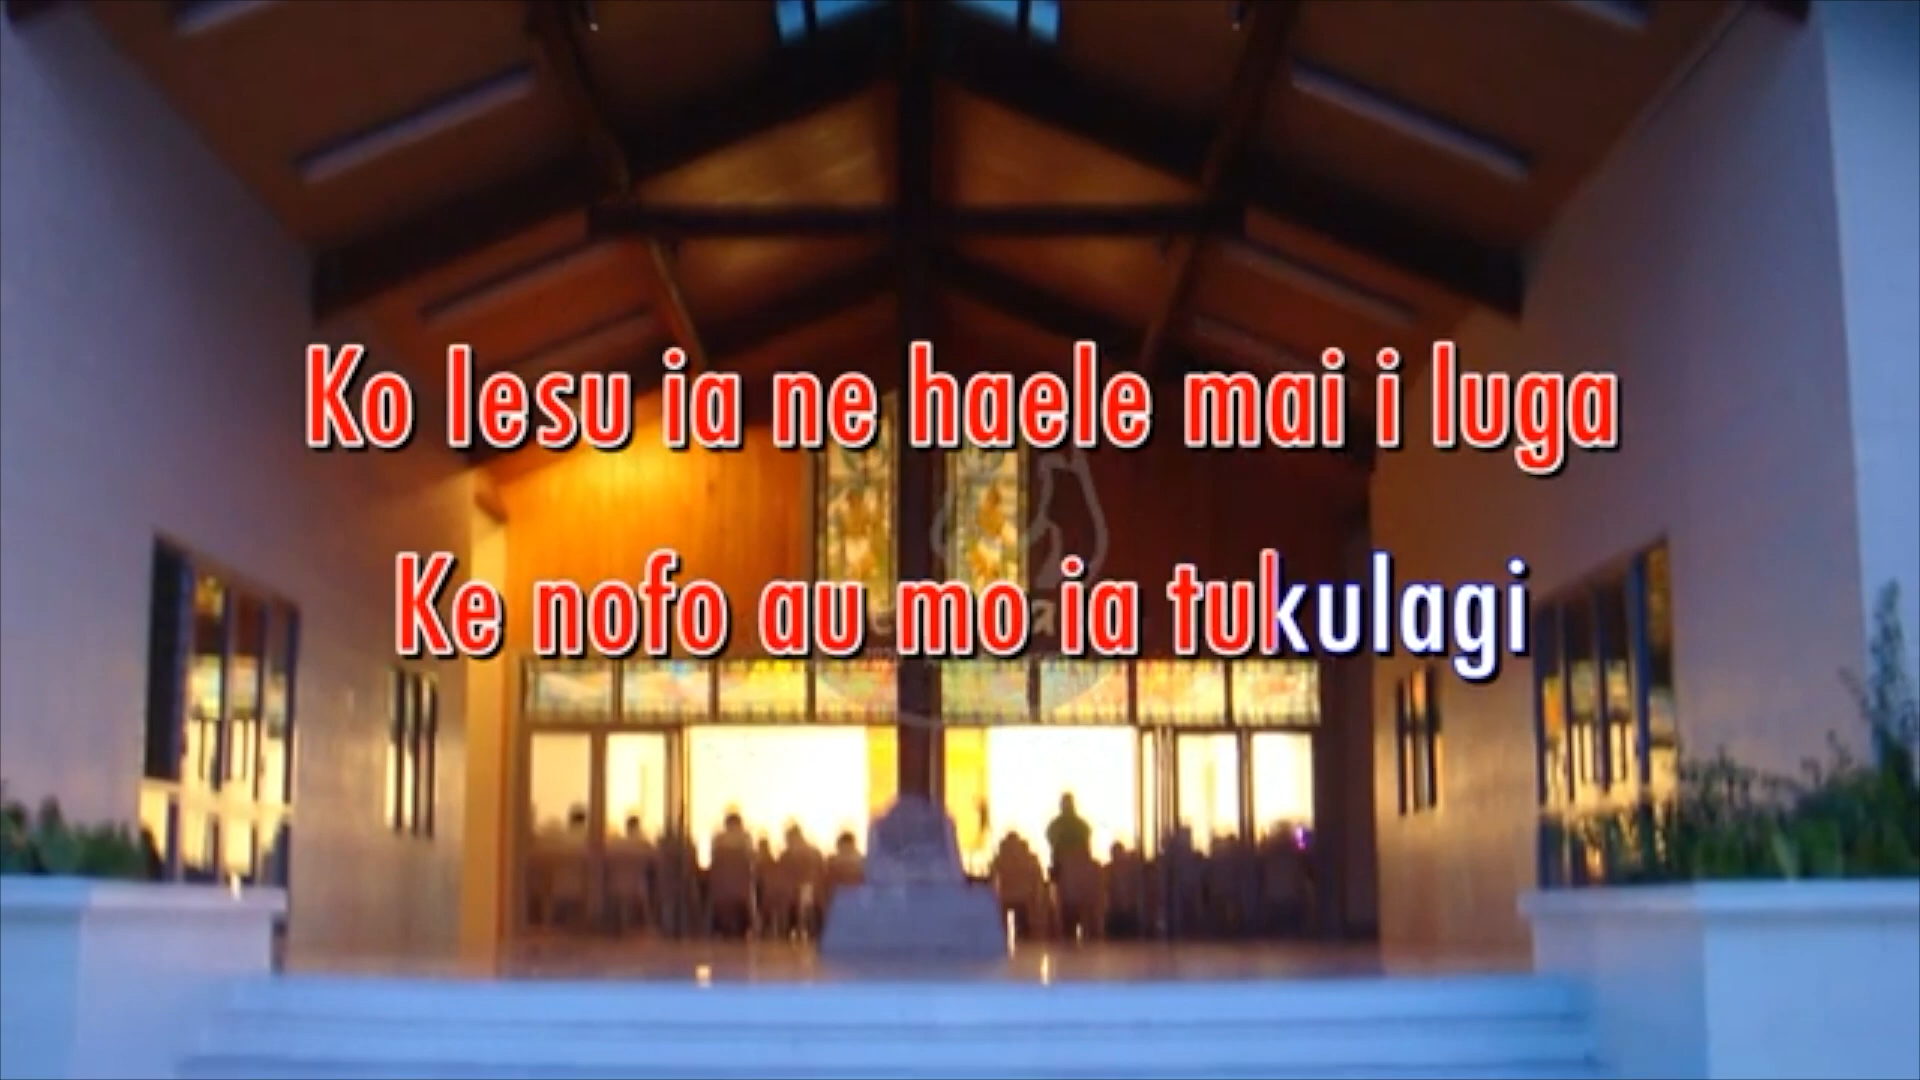 Ko Iesu ia ne haele mai i luga
Ke nofo au mo ia tukulagi